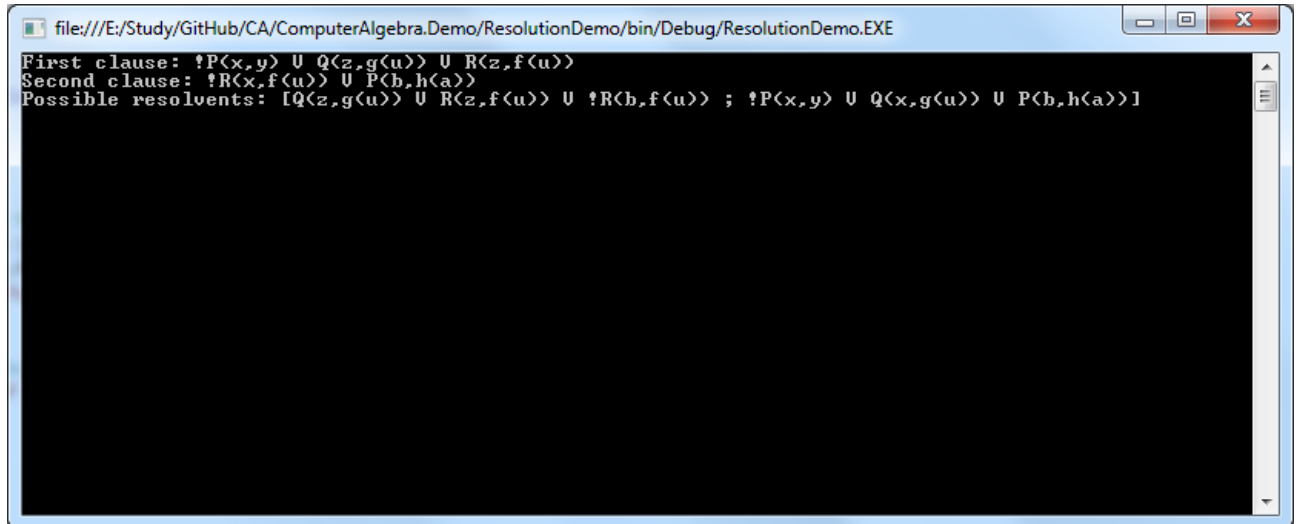 file:///E:/Study/GitHub/CA/ComputerAlgebra.Demo/ResolutionDemo/bin/Debug/ResolutionDemo.EXE
First clause: !P(x,y) V Q(z,g(u)) V R(z,f(u))
Second clause: !R(x,f(u)) V P(b,h(a))
Possible resolvents: [Q(z,g(u)) V R(z,f(u)) V !R(b,f(u)) ; !P(x,y) V Q(x,g(u)) V P(b,h(a))]